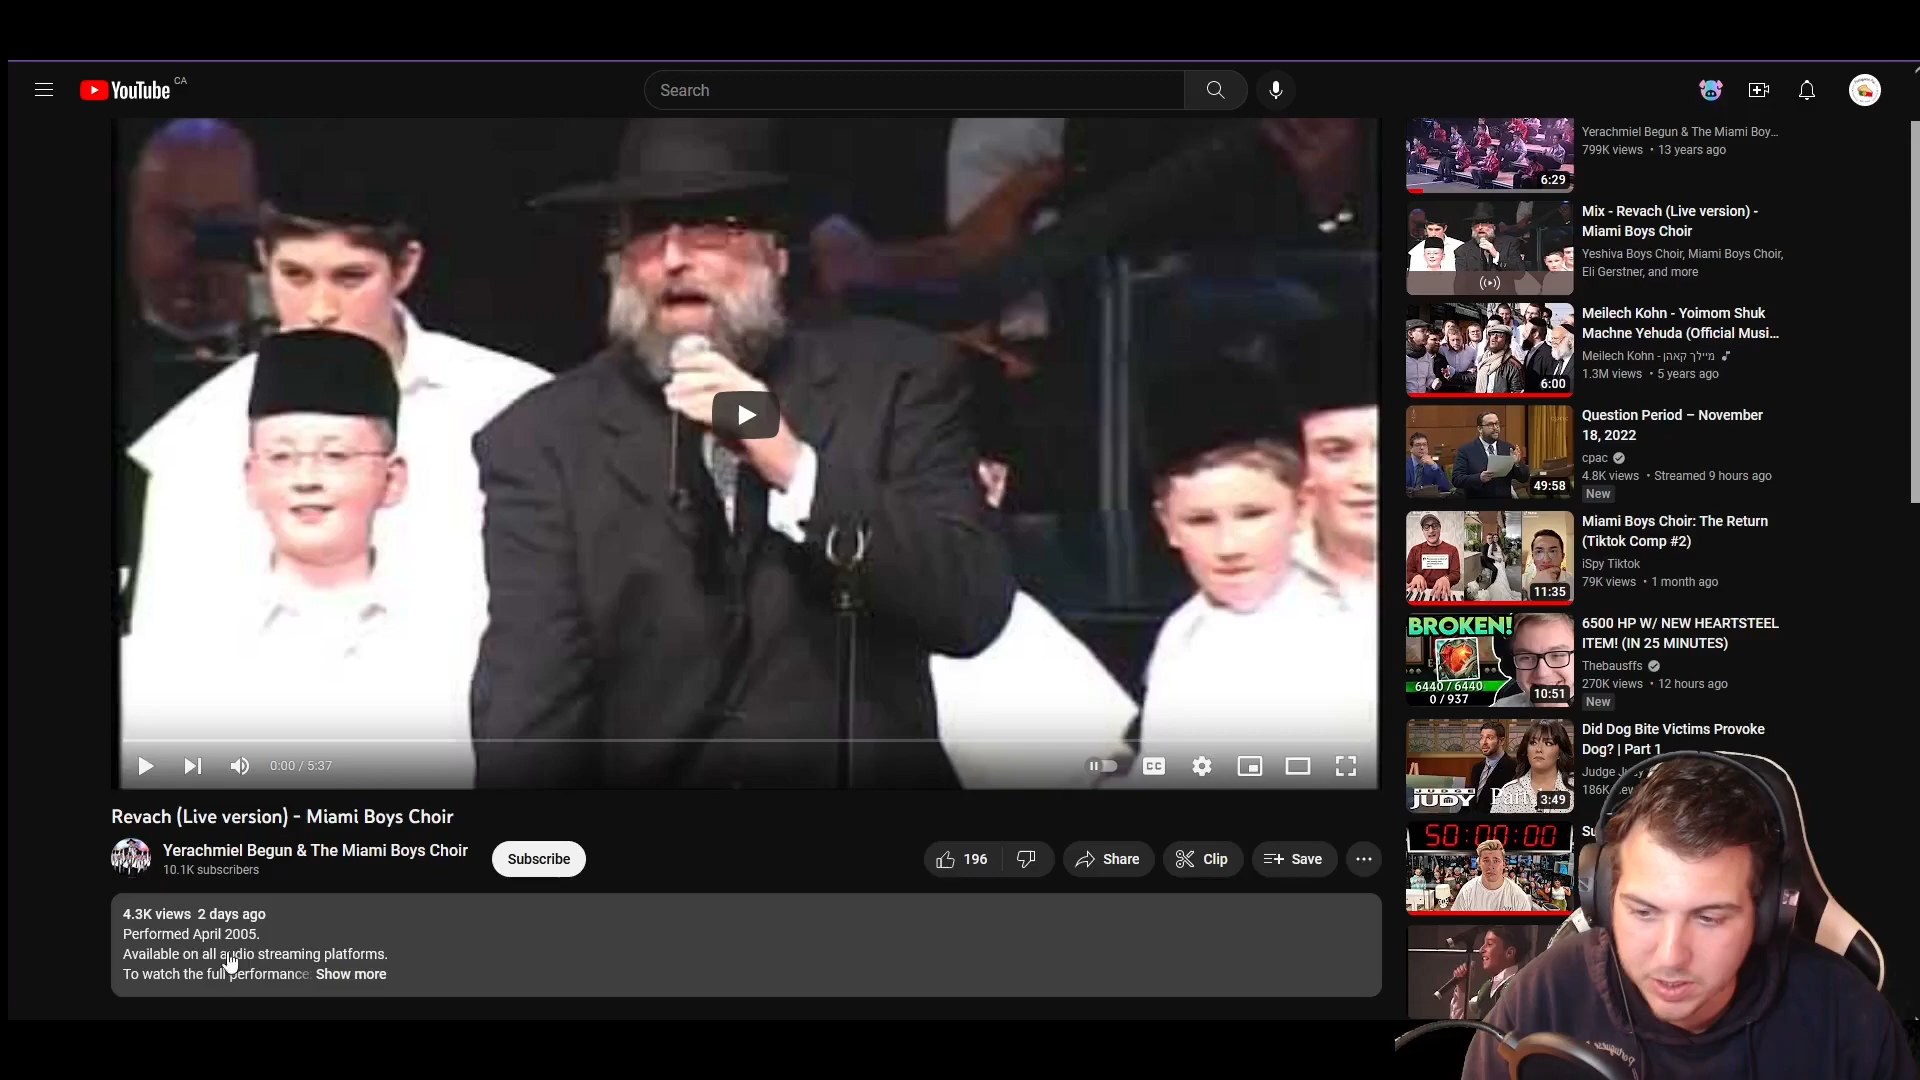 YouTube CA
Search
Yerachmiel Begun & The Miami Boy...
799K views • 13 years ago
6:29
Mix - Revach (Live version) -
Miami Boys Choir
Yeshiva Boys Choir, Miami Boys Choir,
Eli Gerstner, and more
Meilech Kohn - Yoimom Shuk
Machne Yehuda (Official Musi...
Meilech Kohn - מיילך קאהן
1.3M views • 5 years ago
6:00
Question Period – November
18, 2022
cpac
4.8K views • Streamed 9 hours ago
New
49:58
Miami Boys Choir: The Return
(Tiktok Comp #2)
iSpy Tiktok
79K views • 1 month ago
11:35
6500 HP W/ NEW HEARTSTEEL
ITEM! (IN 25 MINUTES)
Thebausffs
270K views • 12 hours ago
New
BROKEN!
6440 / 6440
0 / 937
10:51
Did Dog Bite Victims Provoke
Dog? | Part 1
Judge
186K
JUDGE
JUDY Part
3:49
50:00:00
0:00 / 5:37
CC
Revach (Live version) - Miami Boys Choir
Yerachmiel Begun & The Miami Boys Choir
10.1K subscribers
Subscribe
196
Share
Clip
Save
4.3K views 2 days ago
Performed April 2005.
Available on all audio streaming platforms.
To watch the full performance Show more